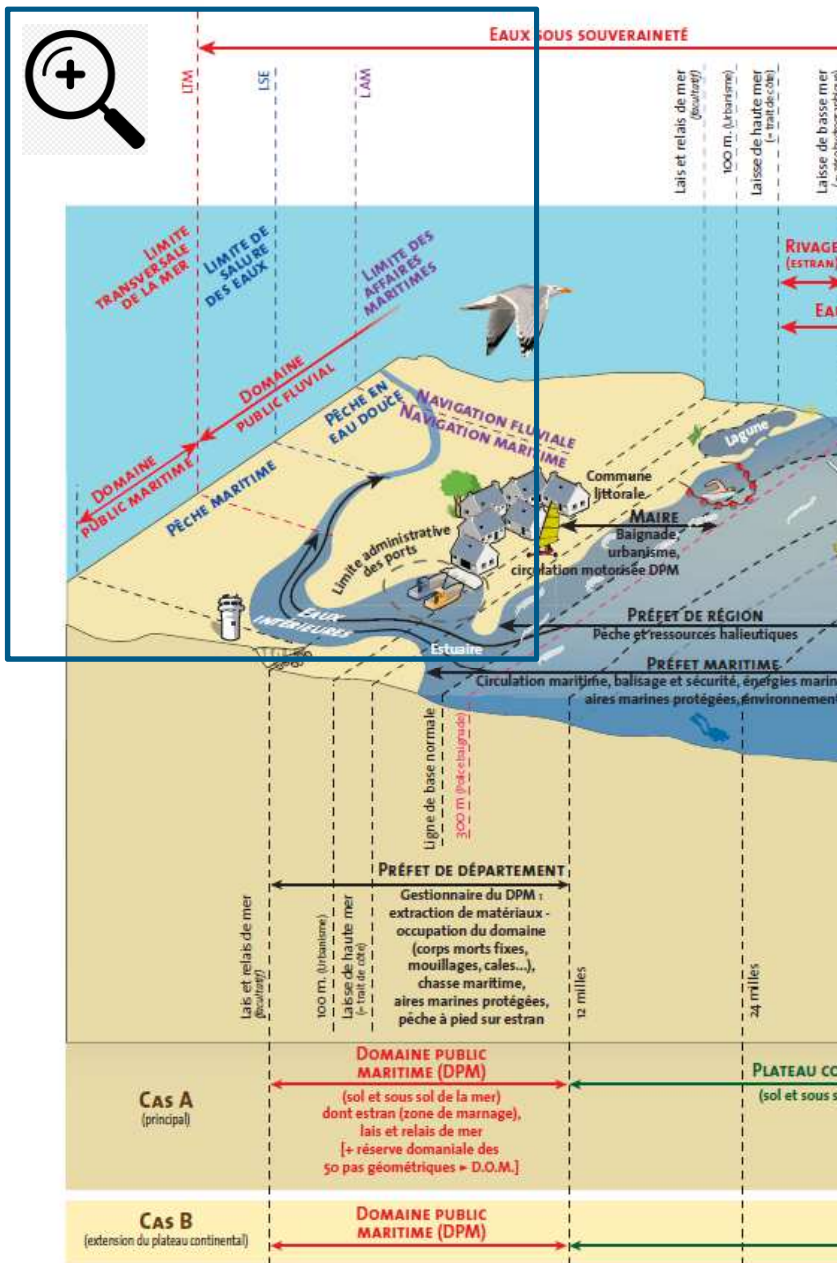 EAUX SOUS SOUVERAINETÉ
LTM
LSE
LAM
Lais et relais de mer
(facultatif)
100 m. (Urbanisme)
Laisse de haute mer
(= trait de côte)
Laisse de basse mer
LIMITE
TRANSVERSALE
DE LA MER
LIMITE DE
SALURE
DES EAUX
LIMITE DES
AFFAIRES
MARITIMES
RIVAGE
(ESTRAN)
EAU
DOMAINE
PUBLIC FLUVIAL
PÊCHE EN
EAU DOUCE
NAVIGATION FLUVIALE
NAVIGATION MARITIME
DOMAINE
PUBLIC MARITIME
PÊCHE MARITIME
Lagune
Commune
littorale
MAIRE
Baignade,
urbanisme,
circulation motorisée DPM
Limite administrative
des ports
EAUX
INTÉRIEURES
Estuaire
PRÉFET DE RÉGION
Pêche et ressources halieutiques
PRÉFET MARITIME
Circulation maritime, balisage et sécurité, énergies marin
aires marines protégées, environnement
Ligne de base normale
300 m (Police baignade)
PRÉFET DE DÉPARTEMENT
Gestionnaire du DPM :
extraction de matériaux -
occupation du domaine
(corps morts fixes,
mouillages, cales...),
chasse maritime,
aires marines protégées,
pêche à pied sur estran
Lais et relais de mer
(facultatif)
100 m. (Urbanisme)
Laisse de haute mer
(= trait de côte)
12 milles
24 milles
CAS A
(principal)
DOMAINE PUBLIC
MARITIME (DPM)
(sol et sous sol de la mer)
dont estran (zone de marnage),
lais et relais de mer
[+ réserve domaniale des
50 pas géométriques ► D.O.M.]
PLATEAU CO
(sol et sous s
CAS B
(extension du plateau continental)
DOMAINE PUBLIC
MARITIME (DPM)